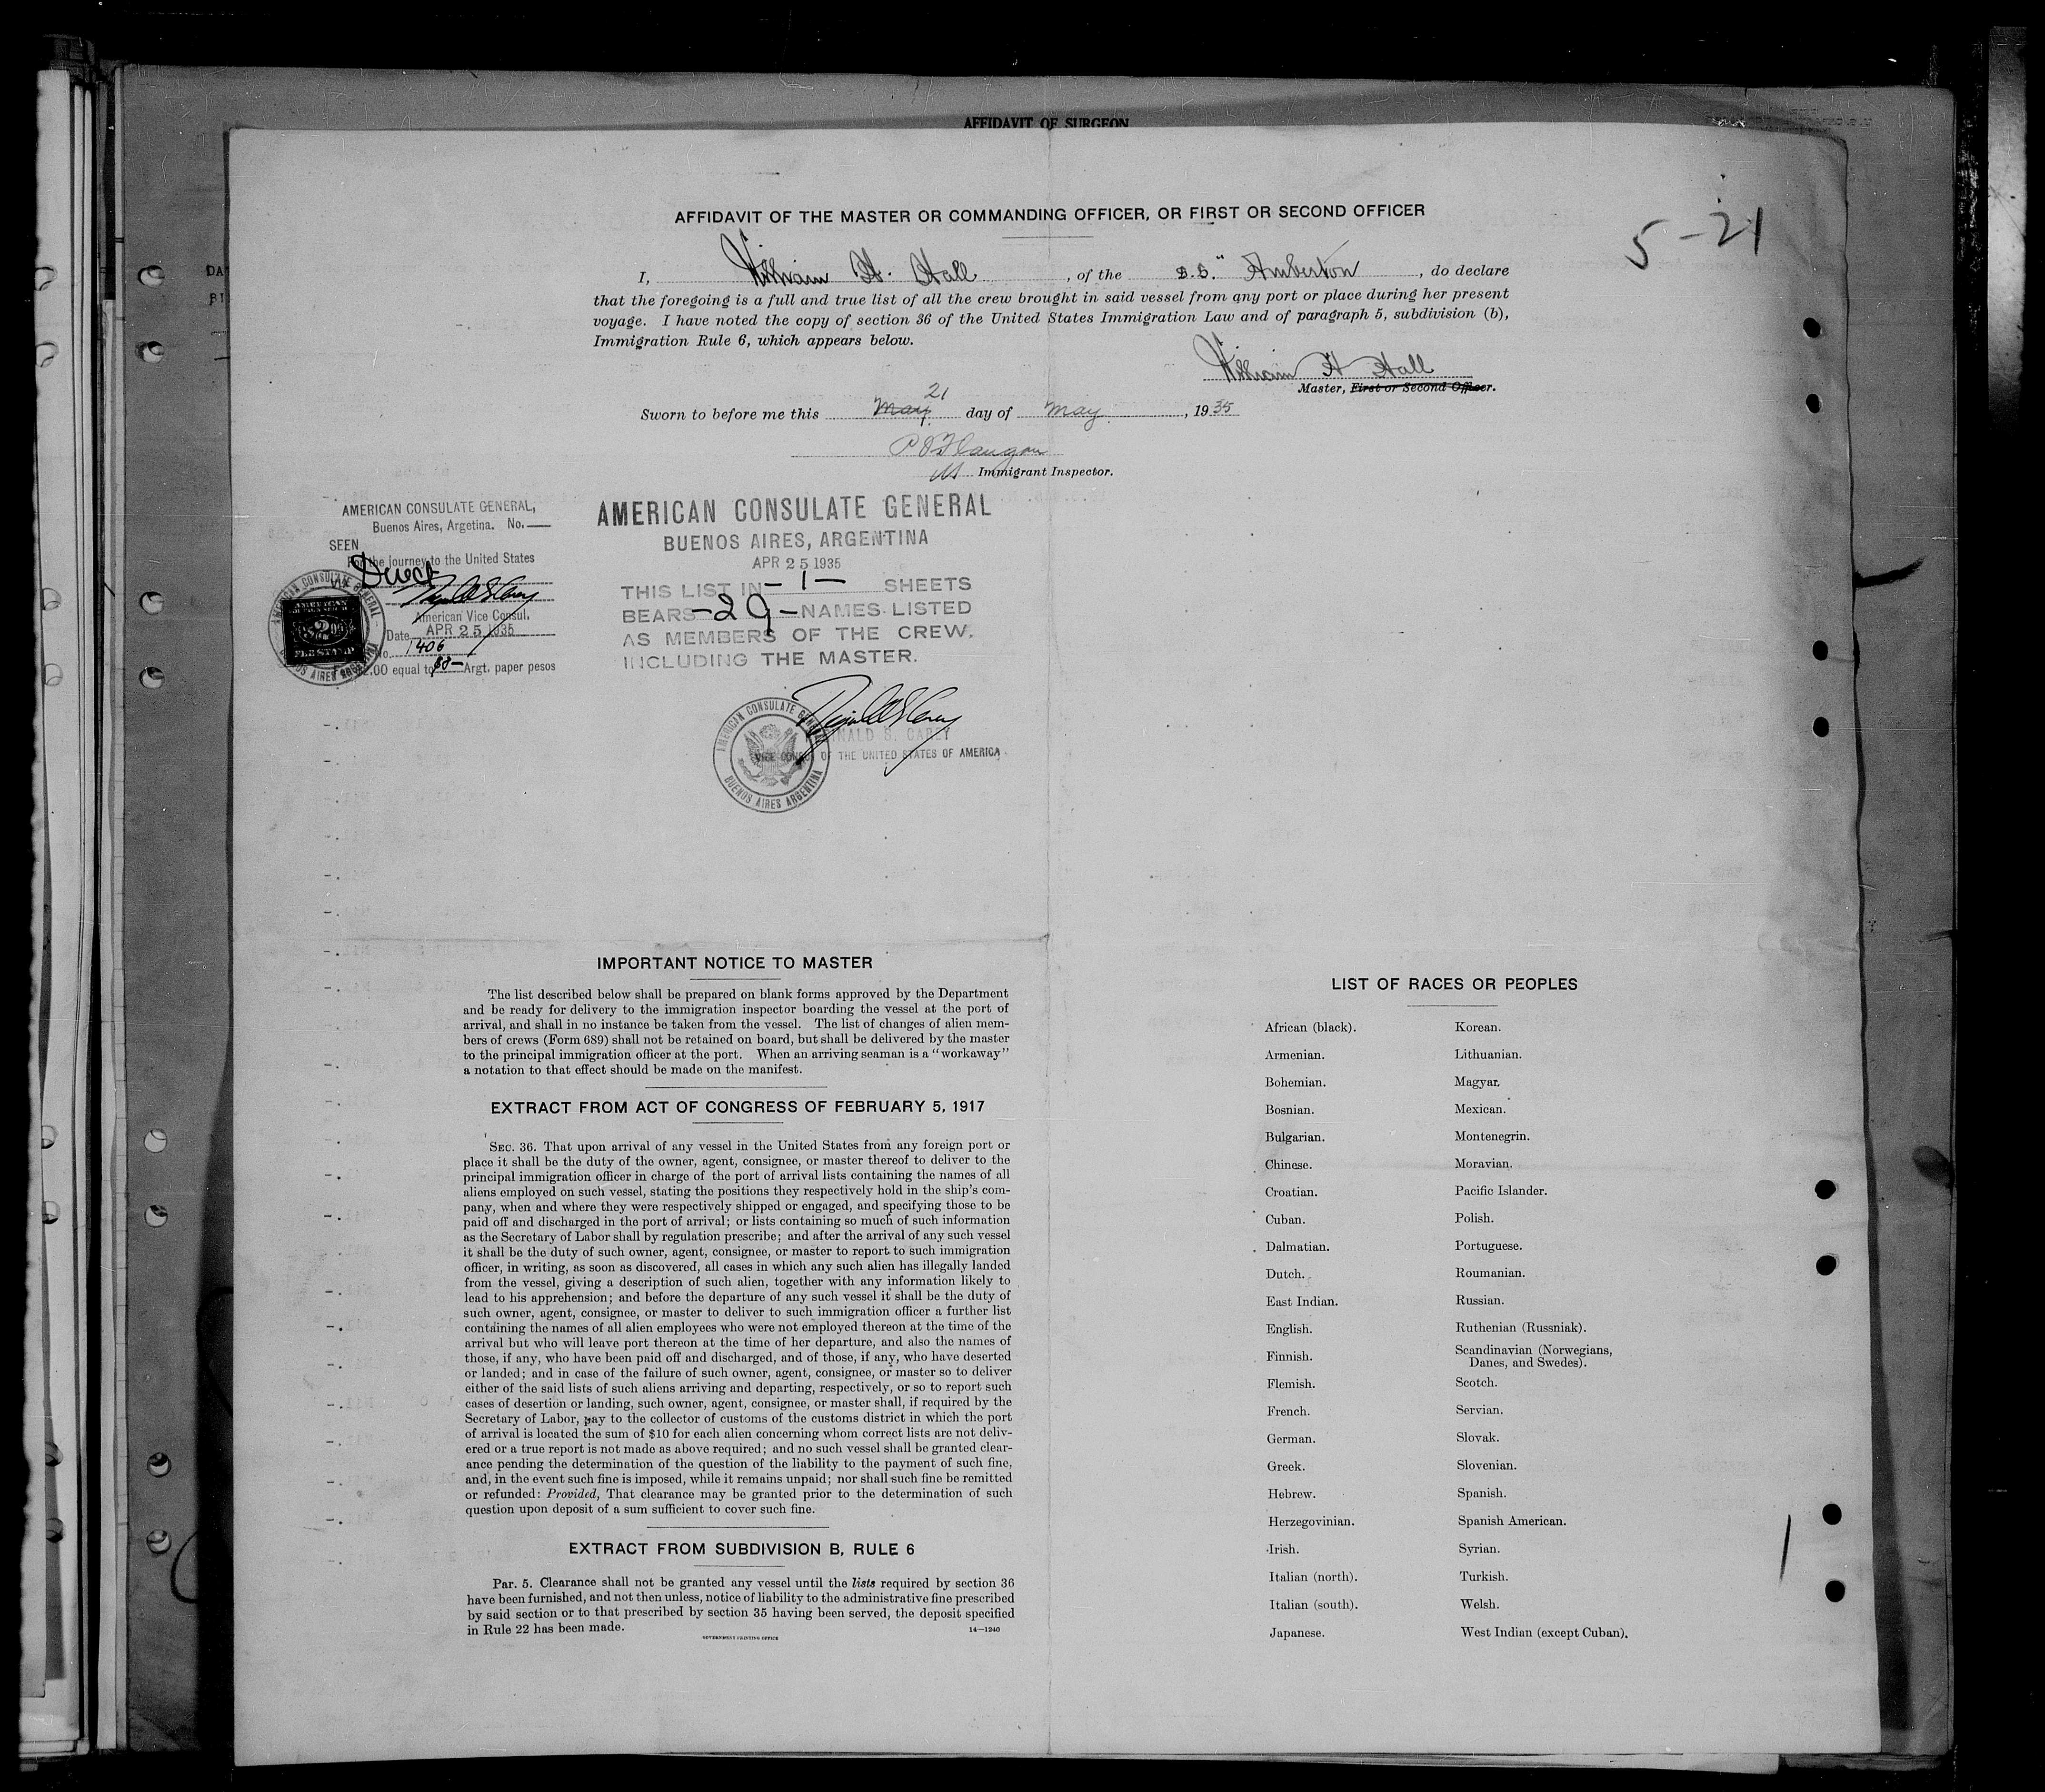 AFFIDAVIT OF SURGEON
AFFIDAVIT OF THE MASTER OR COMMANDING OFFICER, OR FIRST OR SECOND OFFICER
5-21
I, William H. Hall, of the S.S. "Amberton, do declare
that the foregoing is a full and true list of all the crew brought in said vessel from any port or place during her present
voyage. I have noted the copy of section 36 of the United States Immigration Law and of paragraph 5, subdivision (b),
Immigration Rule 6, which appears below.
William H Hall
Master, First or Second Officer.
21
Sworn to before me this May day of May, 1935
Immigrant Inspector.
AMERICAN CONSULATE GENERAL,
Buenos Aires, Argetina. No.
SEEN
For the journey to the United States
Via Direct
American Vice Consul.
Date APR 25 1935
No. 1406
$2.00 equal to 8- Argt. paper pesos
AMERICAN CONSULATE GENERAL
BUENOS AIRES ARGENTINA
AMERICAN
FEE STAMP
AMERICAN CONSULATE GENERAL
BUENOS AIRES, ARGENTINA
APR 25 1935
THIS LIST IN -1- SHEETS
BEARS -29- NAMES LISTED
AS MEMBERS OF THE CREW.
INCLUDING THE MASTER.
AMERICAN CONSULATE GENERAL
BUENOS AIRES ARGENTINA
NALD S. CAREY
VICE CONSUL OF THE UNITED STATES OF AMERICA
IMPORTANT NOTICE TO MASTER
The list described below shall be prepared on blank forms approved by the Department
and be ready for delivery to the immigration inspector boarding the vessel at the port of
arrival, and shall in no instance be taken from the vessel. The list of changes of alien mem-
bers of crews (Form 689) shall not be retained on board, but shall be delivered by the master
to the principal immigration officer at the port. When an arriving seaman is a "workaway"
a notation to that effect should be made on the manifest.
EXTRACT FROM ACT OF CONGRESS OF FEBRUARY 5, 1917
SEC. 36. That upon arrival of any vessel in the United States from any foreign port or
place it shall be the duty of the owner, agent, consignee, or master thereof to deliver to the
principal immigration officer in charge of the port of arrival lists containing the names of all
aliens employed on such vessel, stating the positions they respectively hold in the ship's com-
pany, when and where they were respectively shipped or engaged, and specifying those to be
paid off and discharged in the port of arrival; or lists containing so much of such information
as the Secretary of Labor shall by regulation prescribe; and after the arrival of any such vessel
it shall be the duty of such owner, agent, consignee, or master to report to such immigration
officer, in writing, as soon as discovered, all cases in which any such alien has illegally landed
from the vessel, giving a description of such alien, together with any information likely to
lead to his apprehension; and before the departure of any such vessel it shall be the duty of
such owner, agent, consignee, or master to deliver to such immigration officer a further list
containing the names of all alien employees who were not employed thereon at the time of the
arrival but who will leave port thereon at the time of her departure, and also the names of
those, if any, who have been paid off and discharged, and of those, if any, who have deserted
or landed; and in case of the failure of such owner, agent, consignee, or master so to deliver
either of the said lists of such aliens arriving and departing, respectively, or so to report such
cases of desertion or landing, such owner, agent, consignee, or master shall, if required by the
Secretary of Labor, pay to the collector of customs of the customs district in which the port
of arrival is located the sum of $10 for each alien concerning whom correct lists are not deliv-
ered or a true report is not made as above required; and no such vessel shall be granted clear-
ance pending the determination of the question of the liability to the payment of such fine,
and, in the event such fine is imposed, while it remains unpaid; nor shall such fine be remitted
or refunded: Provided, That clearance may be granted prior to the determination of such
question upon deposit of a sum sufficient to cover such fine.
EXTRACT FROM SUBDIVISION B, RULE 6
Par. 5. Clearance shall not be granted any vessel until the lists required by section 36
have been furnished, and not then unless, notice of liability to the administrative fine prescribed
by said section or to that prescribed by section 35 having been served, the deposit specified
in Rule 22 has been made.
GOVERNMENT PRINTING OFFICE
14-1240
LIST OF RACES OR PEOPLES
African (black). Korean.
Armenian. Lithuanian.
Bohemian. Magyar.
Bosnian. Mexican.
Bulgarian. Montenegrin.
Chinese. Moravian.
Croatian. Pacific Islander.
Cuban. Polish.
Dalmatian. Portuguese.
Dutch. Roumanian.
East Indian. Russian.
English. Ruthenian (Russniak).
Finnish. Scandinavian (Norwegians,
Danes, and Swedes).
Flemish. Scotch.
French. Servian.
German. Slovak.
Greek. Slovenian.
Hebrew. Spanish.
Herzegovinian. Spanish American.
Irish. Syrian.
Italian (north). Turkish.
Italian (south). Welsh.
Japanese. West Indian (except Cuban).